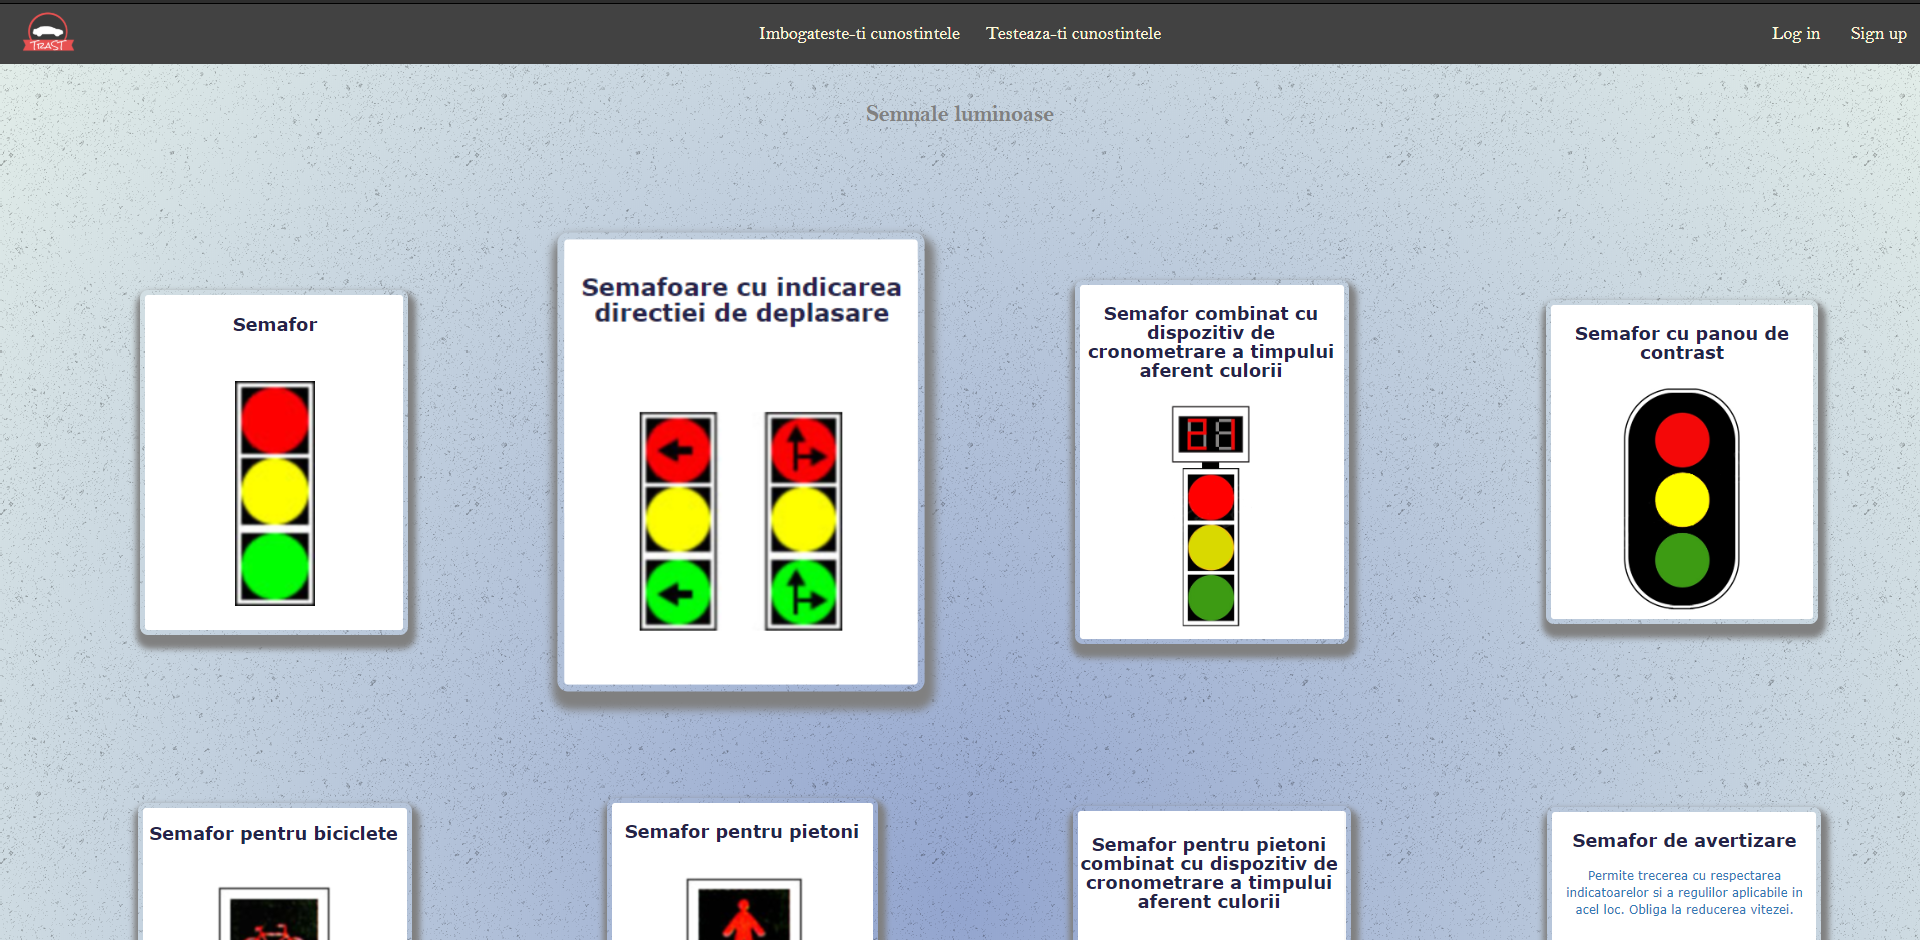 TRAST
Imbogateste-ti cunostintele
Testeaza-ti cunostintele
Log in
Sign up
Semnale luminoase
Semafor
Semafoare cu indicarea
directiei de deplasare
Semafor combinat cu
dispozitiv de
cronometrare a timpului
aferent culorii
21
Semafor cu panou de
contrast
Semafor pentru biciclete
Semafor pentru pietoni
Semafor pentru pietoni
combinat cu dispozitiv de
cronometrare a timpului
aferent culorii
Semafor de avertizare
Permite trecerea cu respectarea
indicatoarelor si a regulilor aplicabile in
acel loc. Obliga la reducerea vitezei.